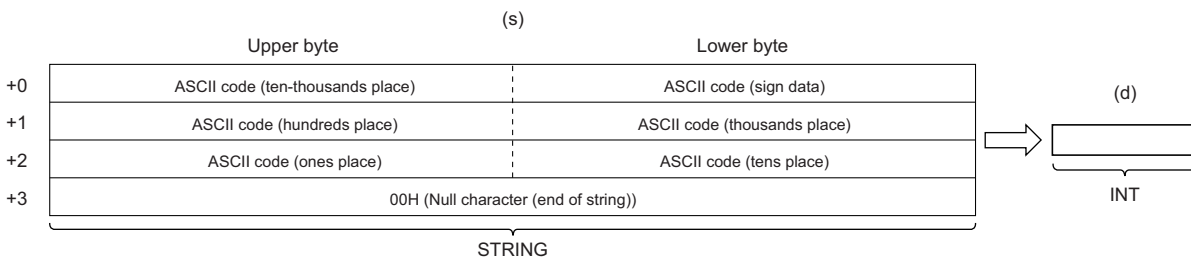 (s)
Upper byte Lower byte
+0 ASCII code (ten-thousands place) ASCII code (sign data)
(d)
+1 ASCII code (hundreds place) ASCII code (thousands place)
+2 ASCII code (ones place) ASCII code (tens place)
INT
+3 00H (Null character (end of string))
STRING